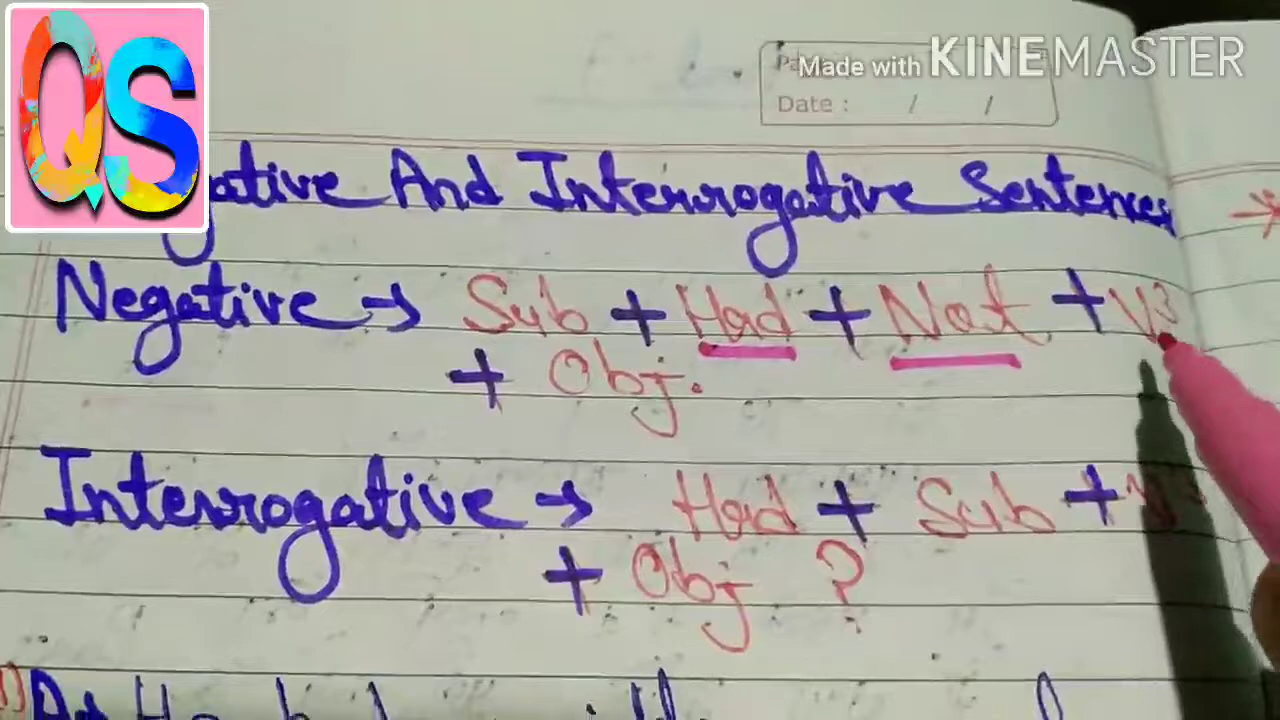 QS
Made with KINEMASTER
Date : / /
gative And Interrogative Sentences
Negative → Sub + Had + Not + V3
+ Obj.
Interrogative → Had + Sub + V3
+ Obj ?